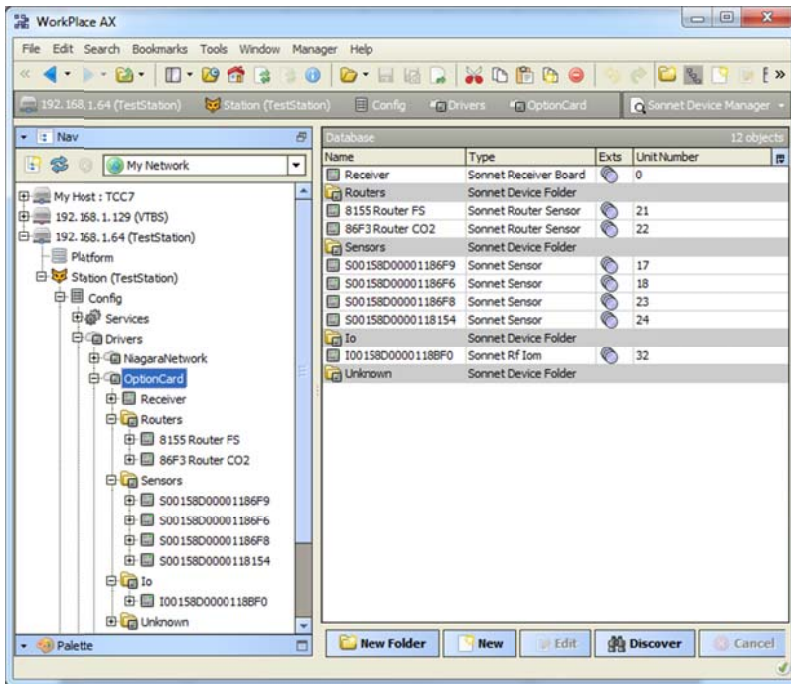 WorkPlace AX
File Edit Search Bookmarks Tools Window Manager Help
192.168.1.64 (TestStation) Station (TestStation) Config Drivers OptionCard Sonnet Device Manager
Nav
My Network
My Host : TCC7
192.168.1.129 (VTBS)
192.168.1.64 (TestStation)
Platform
Station (TestStation)
Config
Services
Drivers
NiagaraNetwork
OptionCard
Receiver
Routers
8155 Router FS
86F3 Router CO2
Sensors
S00158D00001186F9
S00158D00001186F6
S00158D00001186F8
S00158D0000118154
Io
I00158D0000118BF0
Unknown
Palette
Database 12 objects
Name Type Exts UnitNumber
Receiver Sonnet Receiver Board 0
Routers Sonnet Device Folder
8155 Router FS Sonnet Router Sensor 21
86F3 Router CO2 Sonnet Router Sensor 22
Sensors Sonnet Device Folder
S00158D00001186F9 Sonnet Sensor 17
S00158D00001186F6 Sonnet Sensor 18
S00158D00001186F8 Sonnet Sensor 23
S00158D0000118154 Sonnet Sensor 24
Io Sonnet Device Folder
I00158D0000118BF0 Sonnet Rf Iom 32
Unknown Sonnet Device Folder
New Folder New Edit Discover Cancel